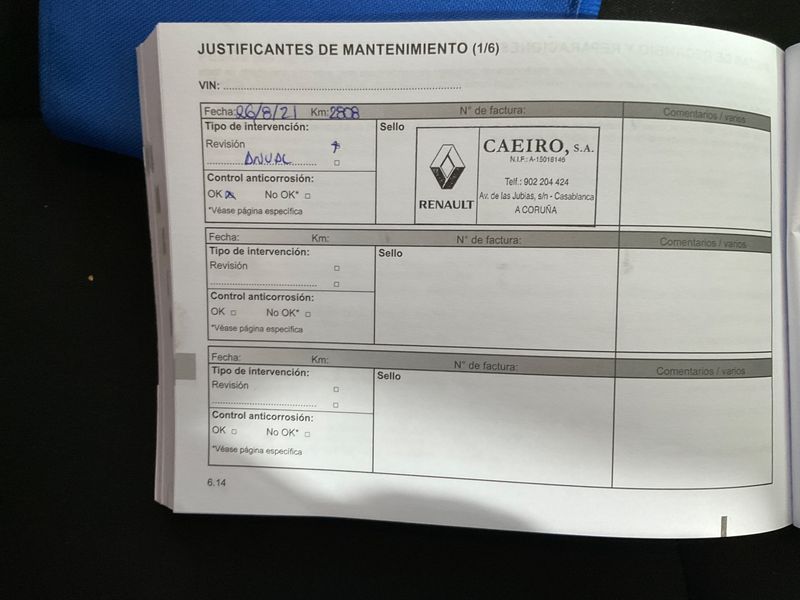 JUSTIFICANTES DE MANTENIMIENTO (1/6)
VIN: ..............................................................
Fecha: 26/8/21 Km: 2808 N° de factura: Comentarios / varios
Tipo de intervención: Sello
Revisión
ANUAL
Control anticorrosión:
OK No OK*
*Véase página específica
CAEIRO, S.A.
N.I.F.: A-15018146
Telf.: 902 204 424
Av. de las Jubias, s/n - Casablanca
A CORUÑA
RENAULT
Fecha: Km: N° de factura: Comentarios / varios
Tipo de intervención: Sello
Revisión
Control anticorrosión:
OK No OK*
*Véase página específica
Fecha: Km: N° de factura: Comentarios / varios
Tipo de intervención: Sello
Revisión
Control anticorrosión:
OK No OK*
*Véase página específica
6.14